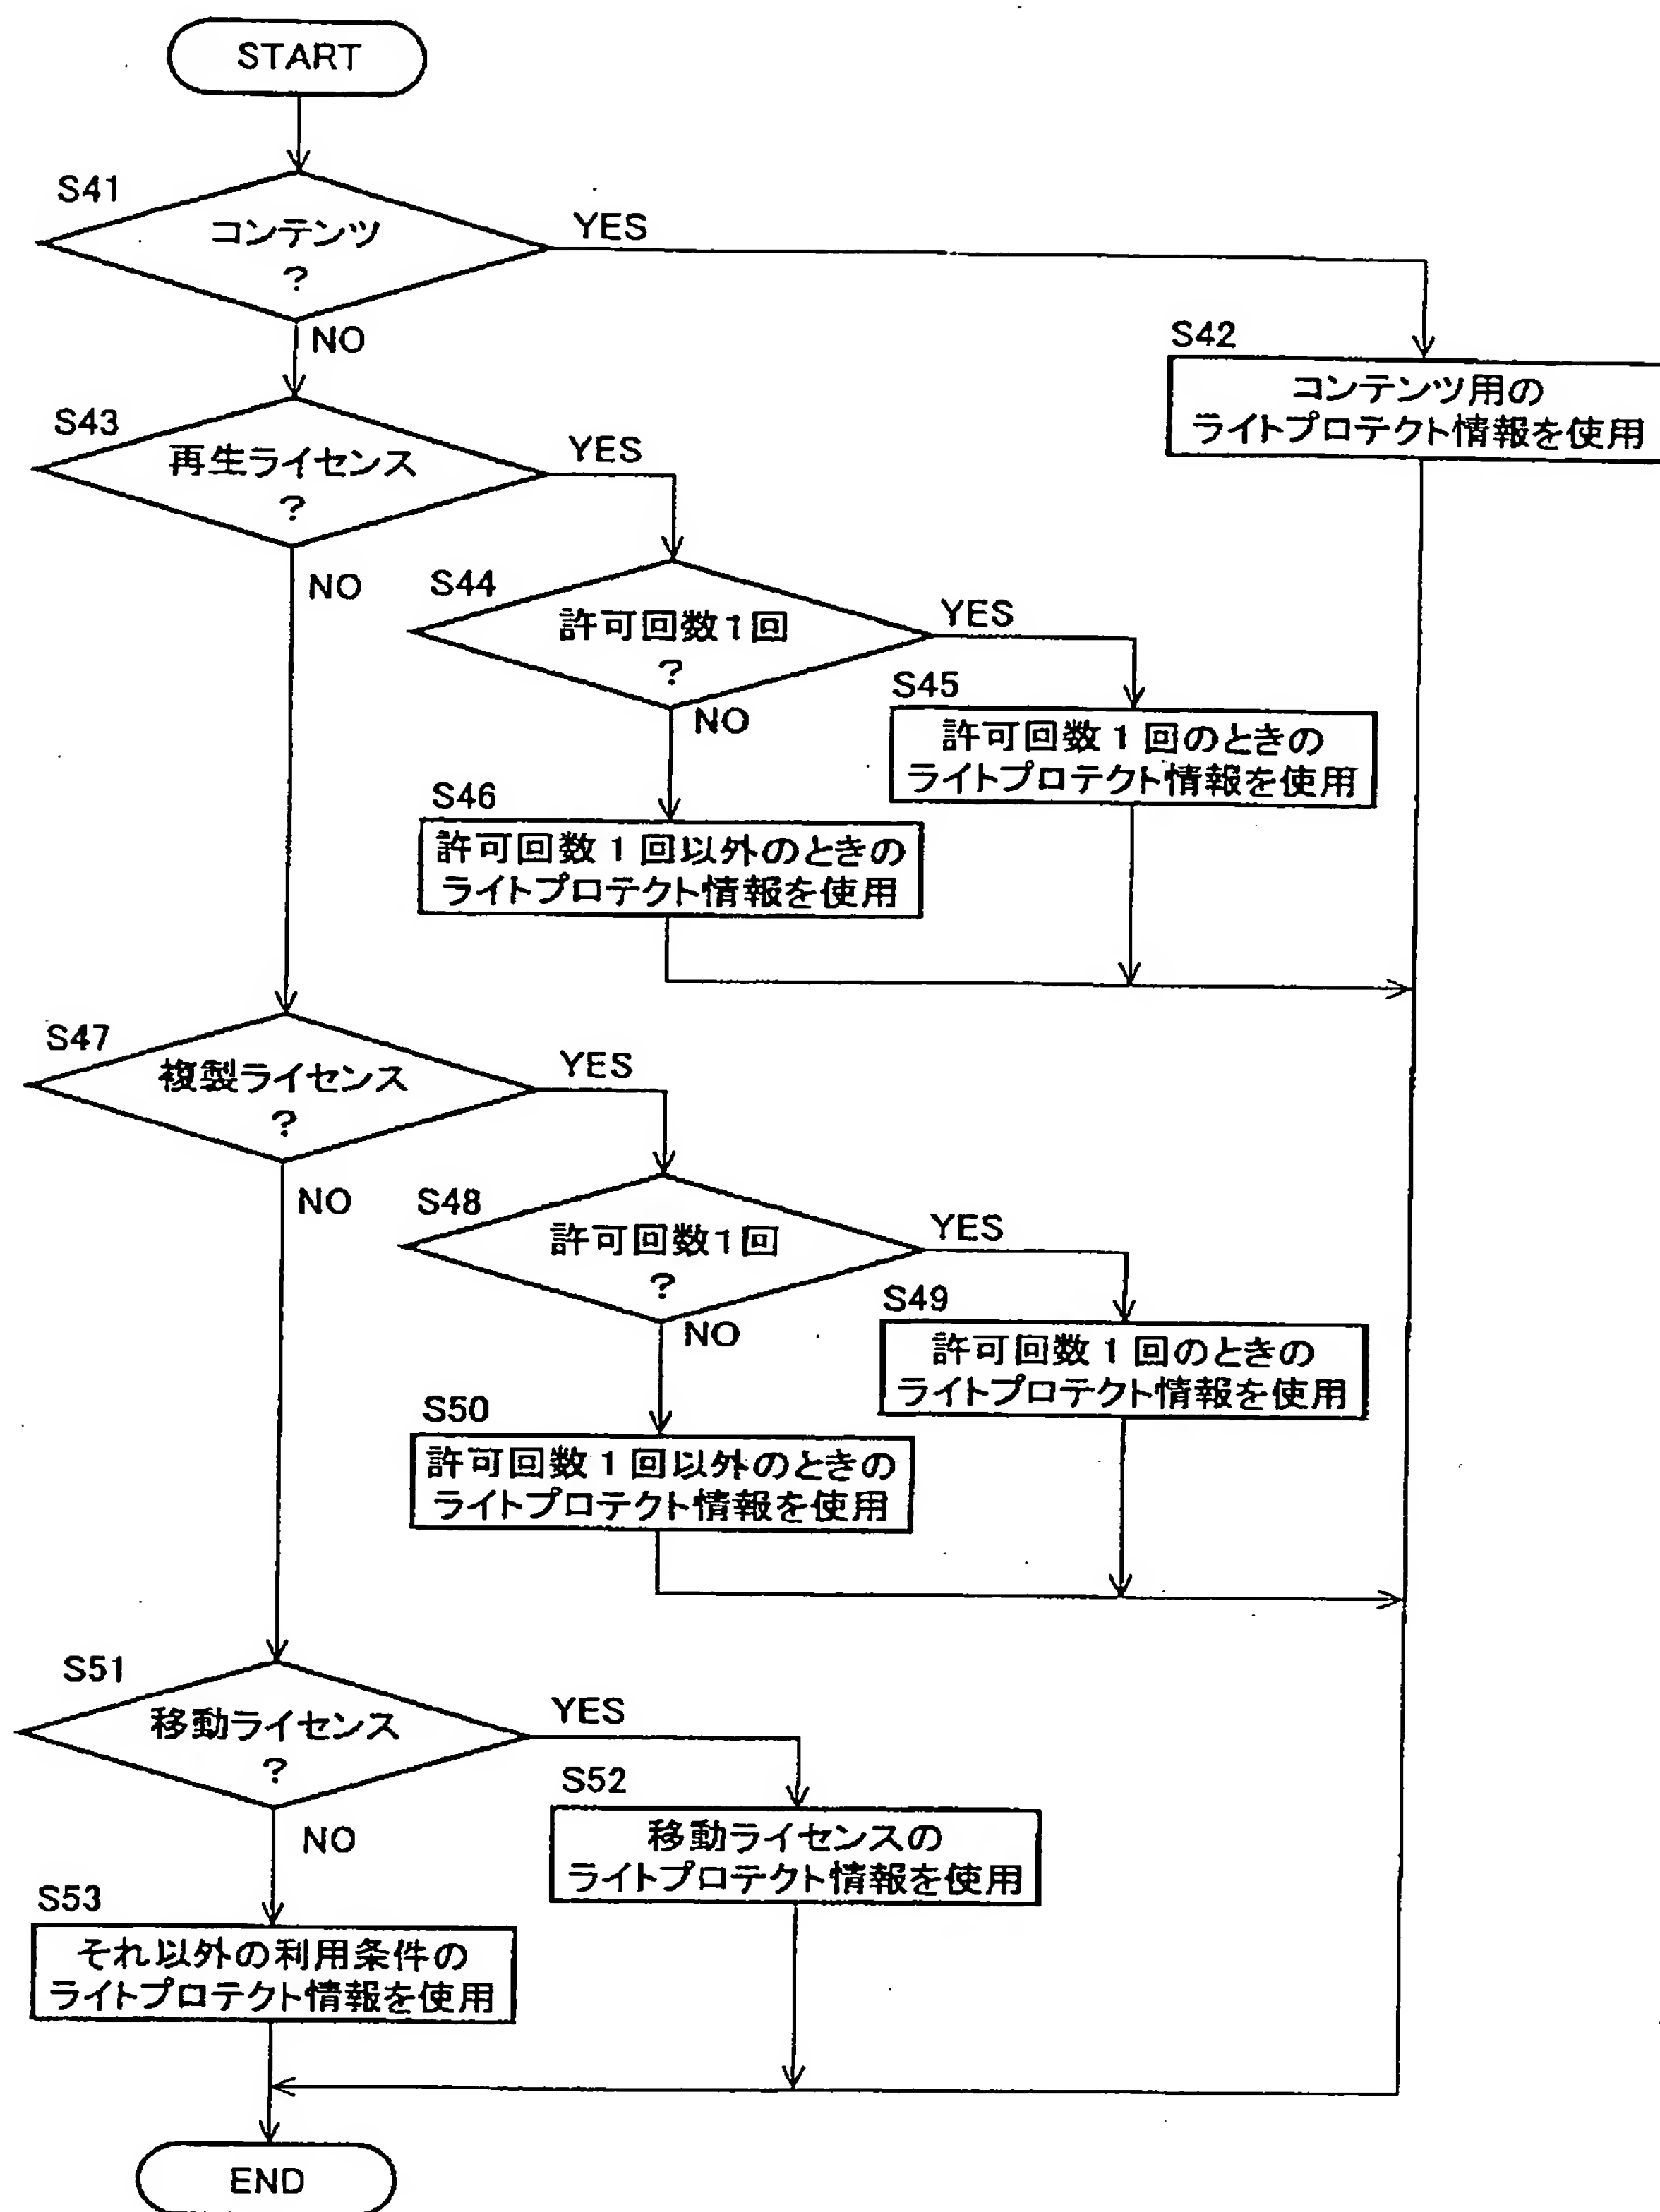 START
S41
コンテンツ
?
YES
NO
S42
コンテンツ用の
ライトプロテクト情報を使用
S43
再生ライセンス
?
YES
NO
S44
許可回数1回
?
YES
NO
S45
許可回数1回のときの
ライトプロテクト情報を使用
S46
許可回数1回以外のときの
ライトプロテクト情報を使用
S47
複製ライセンス
?
YES
NO
S48
許可回数1回
?
YES
NO
S49
許可回数1回のときの
ライトプロテクト情報を使用
S50
許可回数1回以外のときの
ライトプロテクト情報を使用
S51
移動ライセンス
?
YES
NO
S52
移動ライセンスの
ライトプロテクト情報を使用
S53
それ以外の利用条件の
ライトプロテクト情報を使用
END